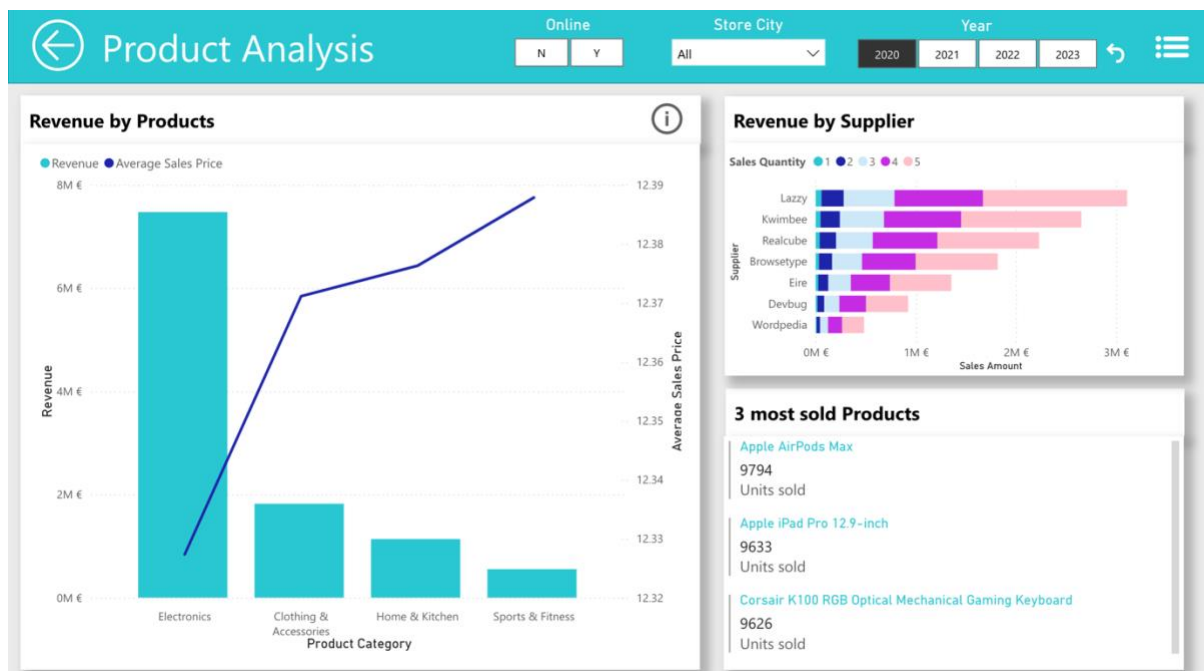 Product Analysis
Online
N Y
Store City
All
Year
2020 2021 2022 2023
Revenue by Products
Revenue Average Sales Price
8M €
6M €
4M €
2M €
0M €
Revenue
12.39
12.38
12.37
12.36
12.35
12.34
12.33
12.32
Average Sales Price
Electronics
Clothing &
Accessories
Home & Kitchen
Sports & Fitness
Product Category
Revenue by Supplier
Sales Quantity 1 2 3 4 5
Supplier
Lazzy
Kwimbee
Realcube
Browsetype
Eire
Devbug
Wordpedia
0M € 1M € 2M € 3M €
Sales Amount
3 most sold Products
Apple AirPods Max
9794
Units sold
Apple iPad Pro 12.9-inch
9633
Units sold
Corsair K100 RGB Optical Mechanical Gaming Keyboard
9626
Units sold